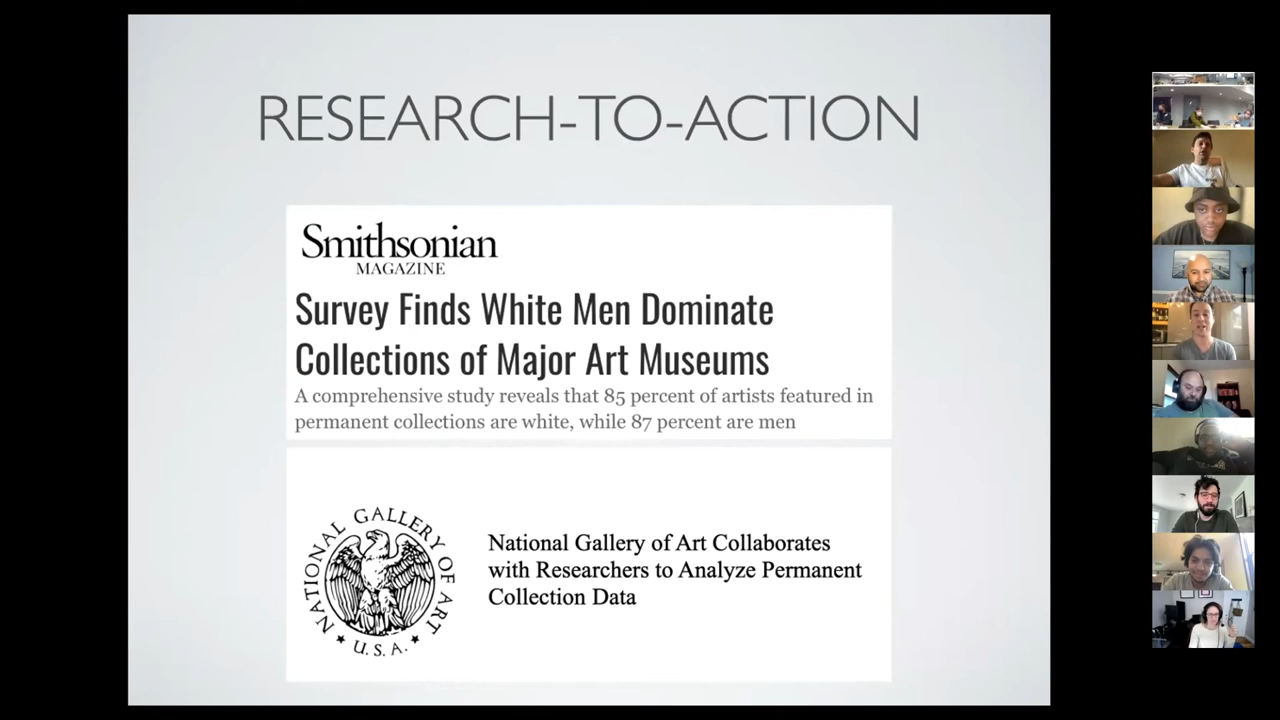 RESEARCH-TO-ACTION
Smithsonian
MAGAZINE
Survey Finds White Men Dominate
Collections of Major Art Museums
A comprehensive study reveals that 85 percent of artists featured in
permanent collections are white, while 87 percent are men
NATIONAL GALLERY OF ART
U.S.A.
National Gallery of Art Collaborates
with Researchers to Analyze Permanent
Collection Data